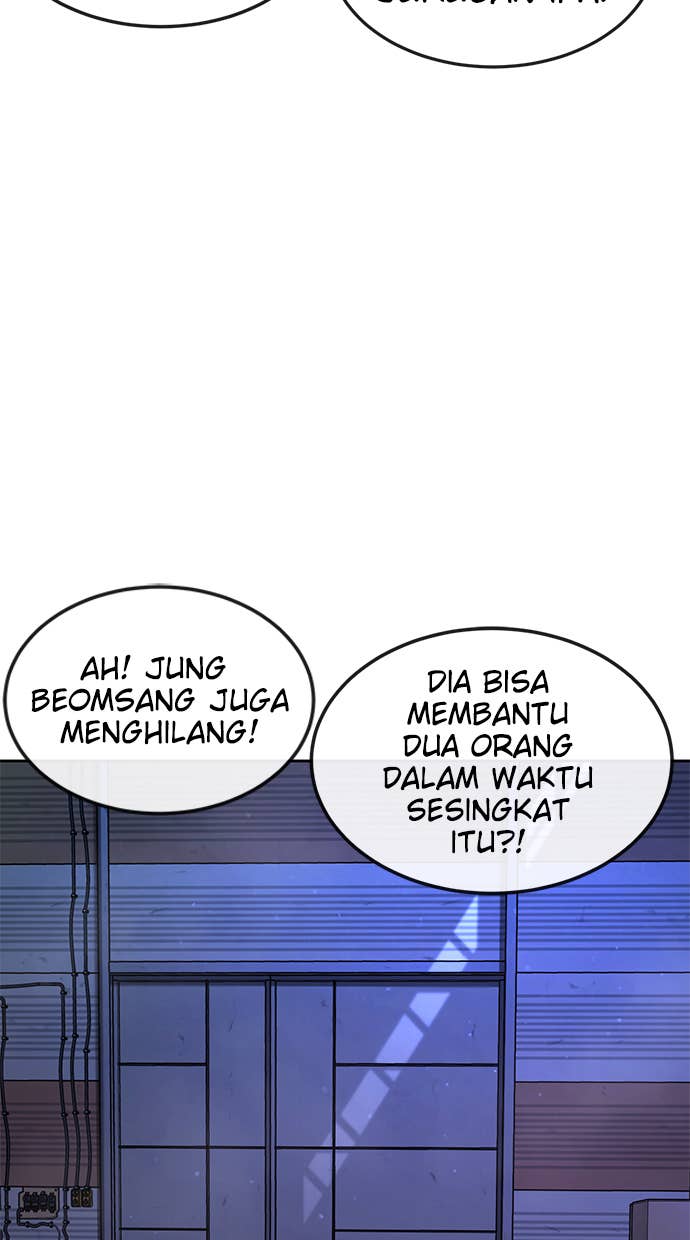 AH! JUNG
BEOMSANG JUGA
MENGHILANG!
DIA BISA
MEMBANTU
DUA ORANG
DALAM WAKTU
SESINGKAT
ITU?!